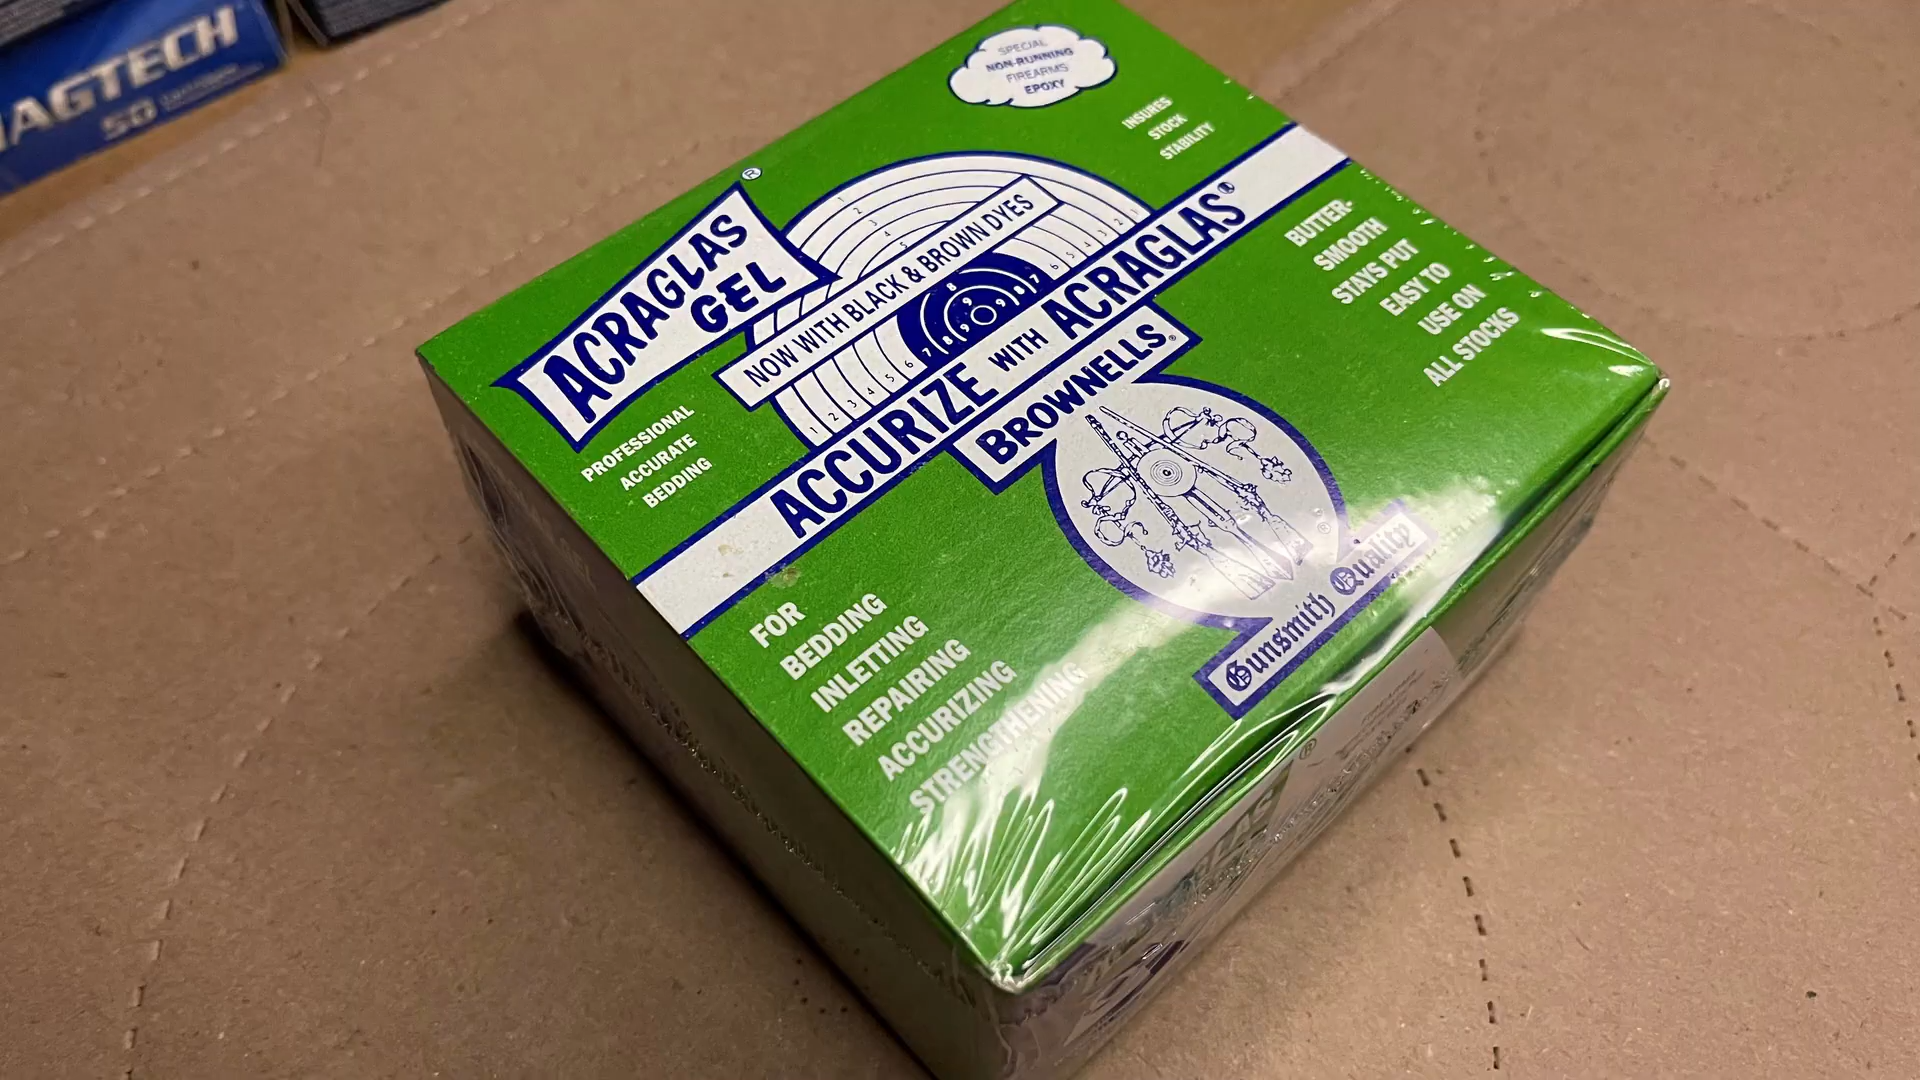 AGTECH
50
SPECIAL
NON-RUNNING
FIREARMS
EPOXY
INSURES
STOCK
STABILITY
ACRAGLAS®
GEL
NOW WITH BLACK & BROWN DYES
PROFESSIONAL
ACCURATE
BEDDING
ACCURIZE WITH ACRAGLAS®
BROWNELLS®
BUTTER-
SMOOTH
STAYS PUT
EASY TO
USE ON
ALL STOCKS
FOR
BEDDING
INLETTING
REPAIRING
ACCURIZING
STRENGTHENING
Gunsmith Quality